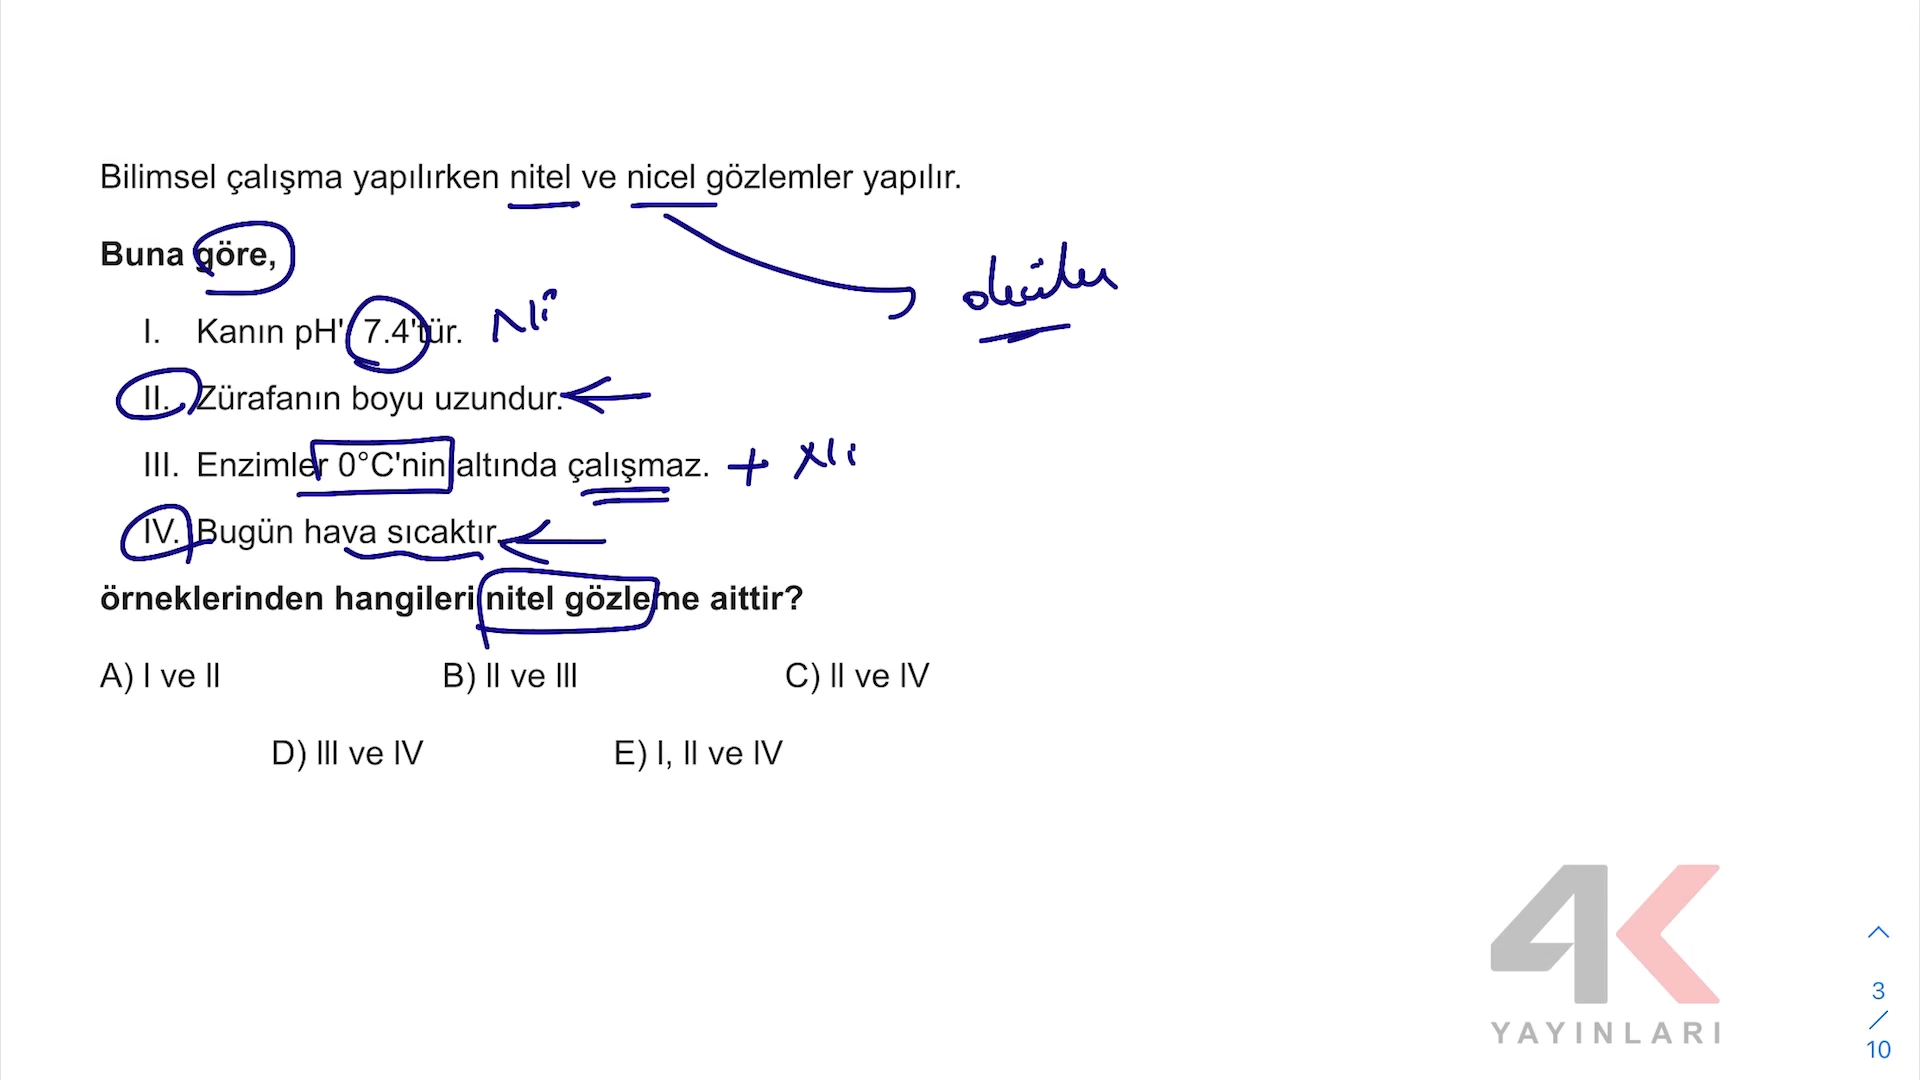 Bilimsel çalışma yapılırken nitel ve nicel gözlemler yapılır.
Buna göre,
I. Kanın pH' 7.4'tür.
II. Zürafanın boyu uzundur.
III. Enzimler 0°C'nin altında çalışmaz. +
IV. Bugün hava sıcaktır.
örneklerinden hangileri nitel gözleme aittir?
A) I ve II B) II ve III C) II ve IV
D) III ve IV E) I, II ve IV
4K
YAYINLARI
3
/
10